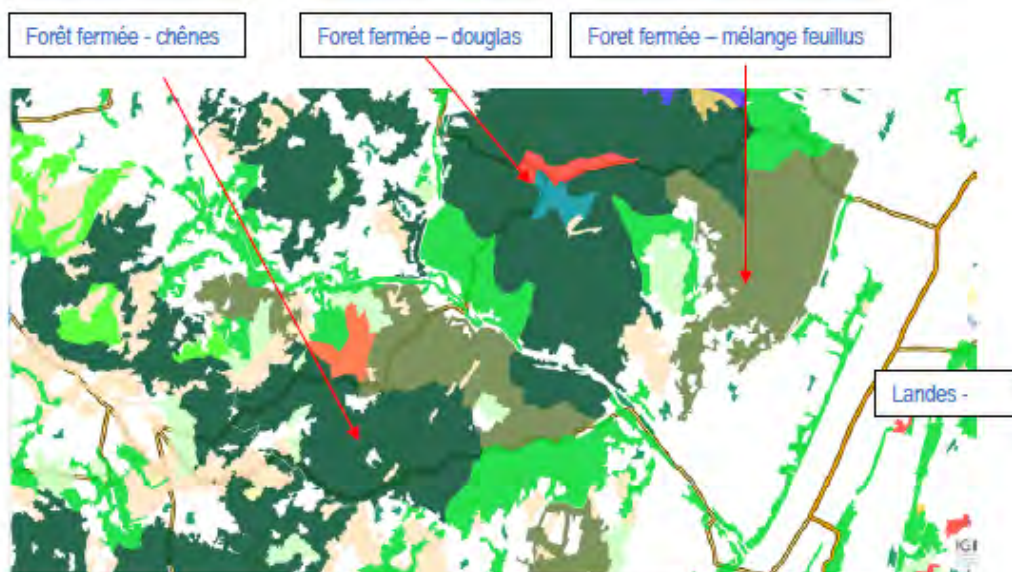 Forêt fermée - chênes
Foret fermée – douglas
Foret fermée – mélange feuillus
Landes -